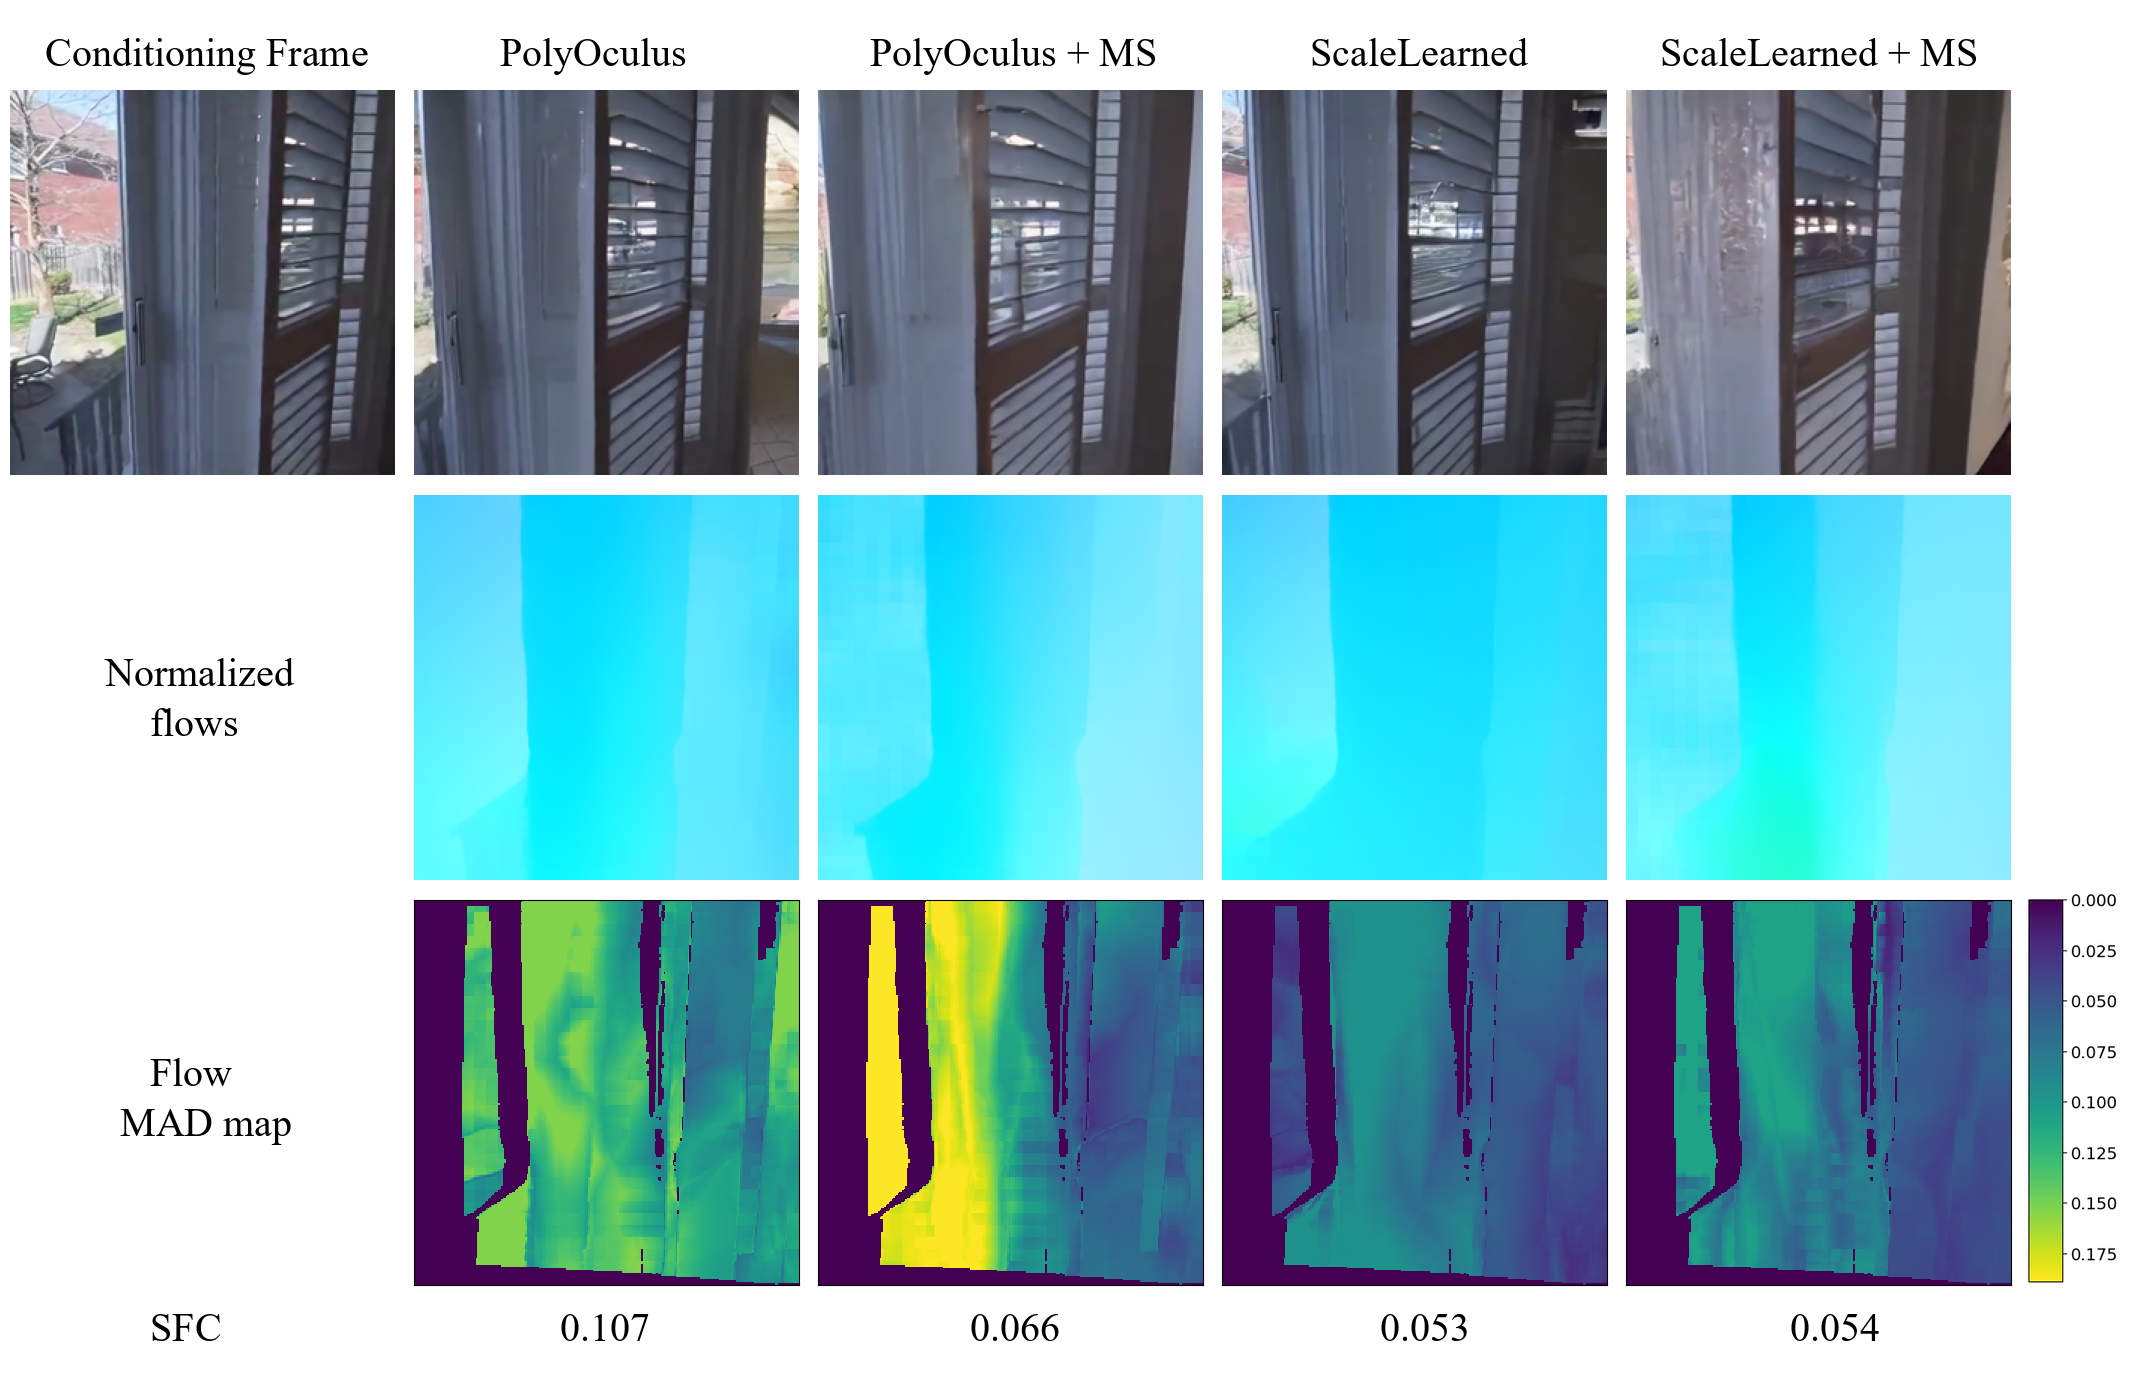 Conditioning Frame
PolyOculus
PolyOculus + MS
ScaleLearned
ScaleLearned + MS
Normalized
flows
Flow
MAD map
0.000
0.025
0.050
0.075
0.100
0.125
0.150
0.175
SFC
0.107
0.066
0.053
0.054